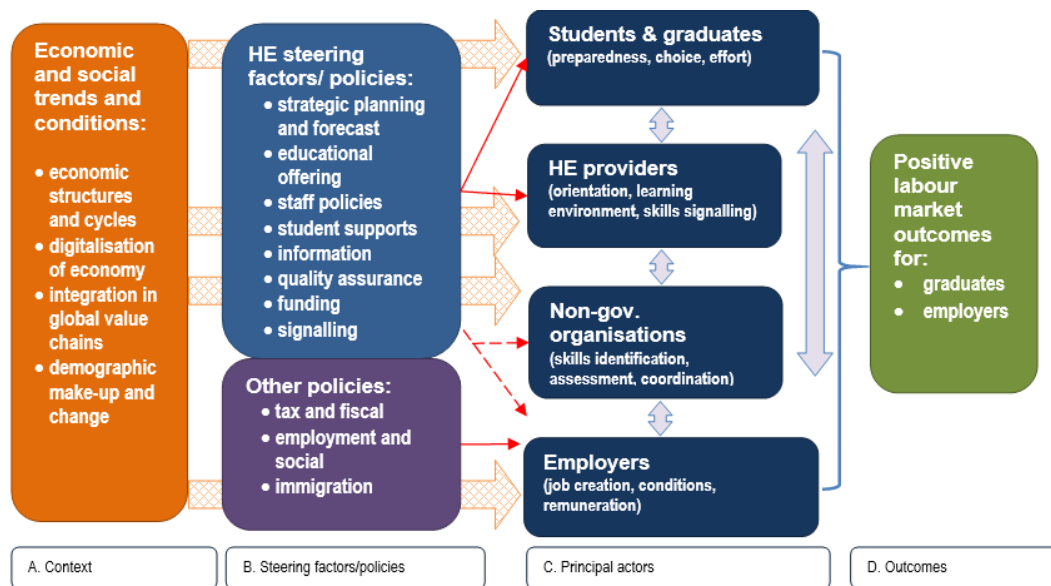 Economic
and social
trends and
conditions:
• economic
structures
and cycles
• digitalisation
of economy
• integration in
global value
chains
• demographic
make-up and
change
HE steering
factors/ policies:
• strategic planning
and forecast
• educational
offering
• staff policies
• student supports
• information
• quality assurance
• funding
• signalling
Other policies:
• tax and fiscal
• employment and
social
• immigration
Students & graduates
(preparedness, choice, effort)
HE providers
(orientation, learning
environment, skills signalling)
Non-gov.
organisations
(skills identification,
assessment, coordination)
Employers
(job creation, conditions,
remuneration)
Positive
labour
market
outcomes
for:
• graduates
• employers
A. Context
B. Steering factors/policies
C. Principal actors
D. Outcomes